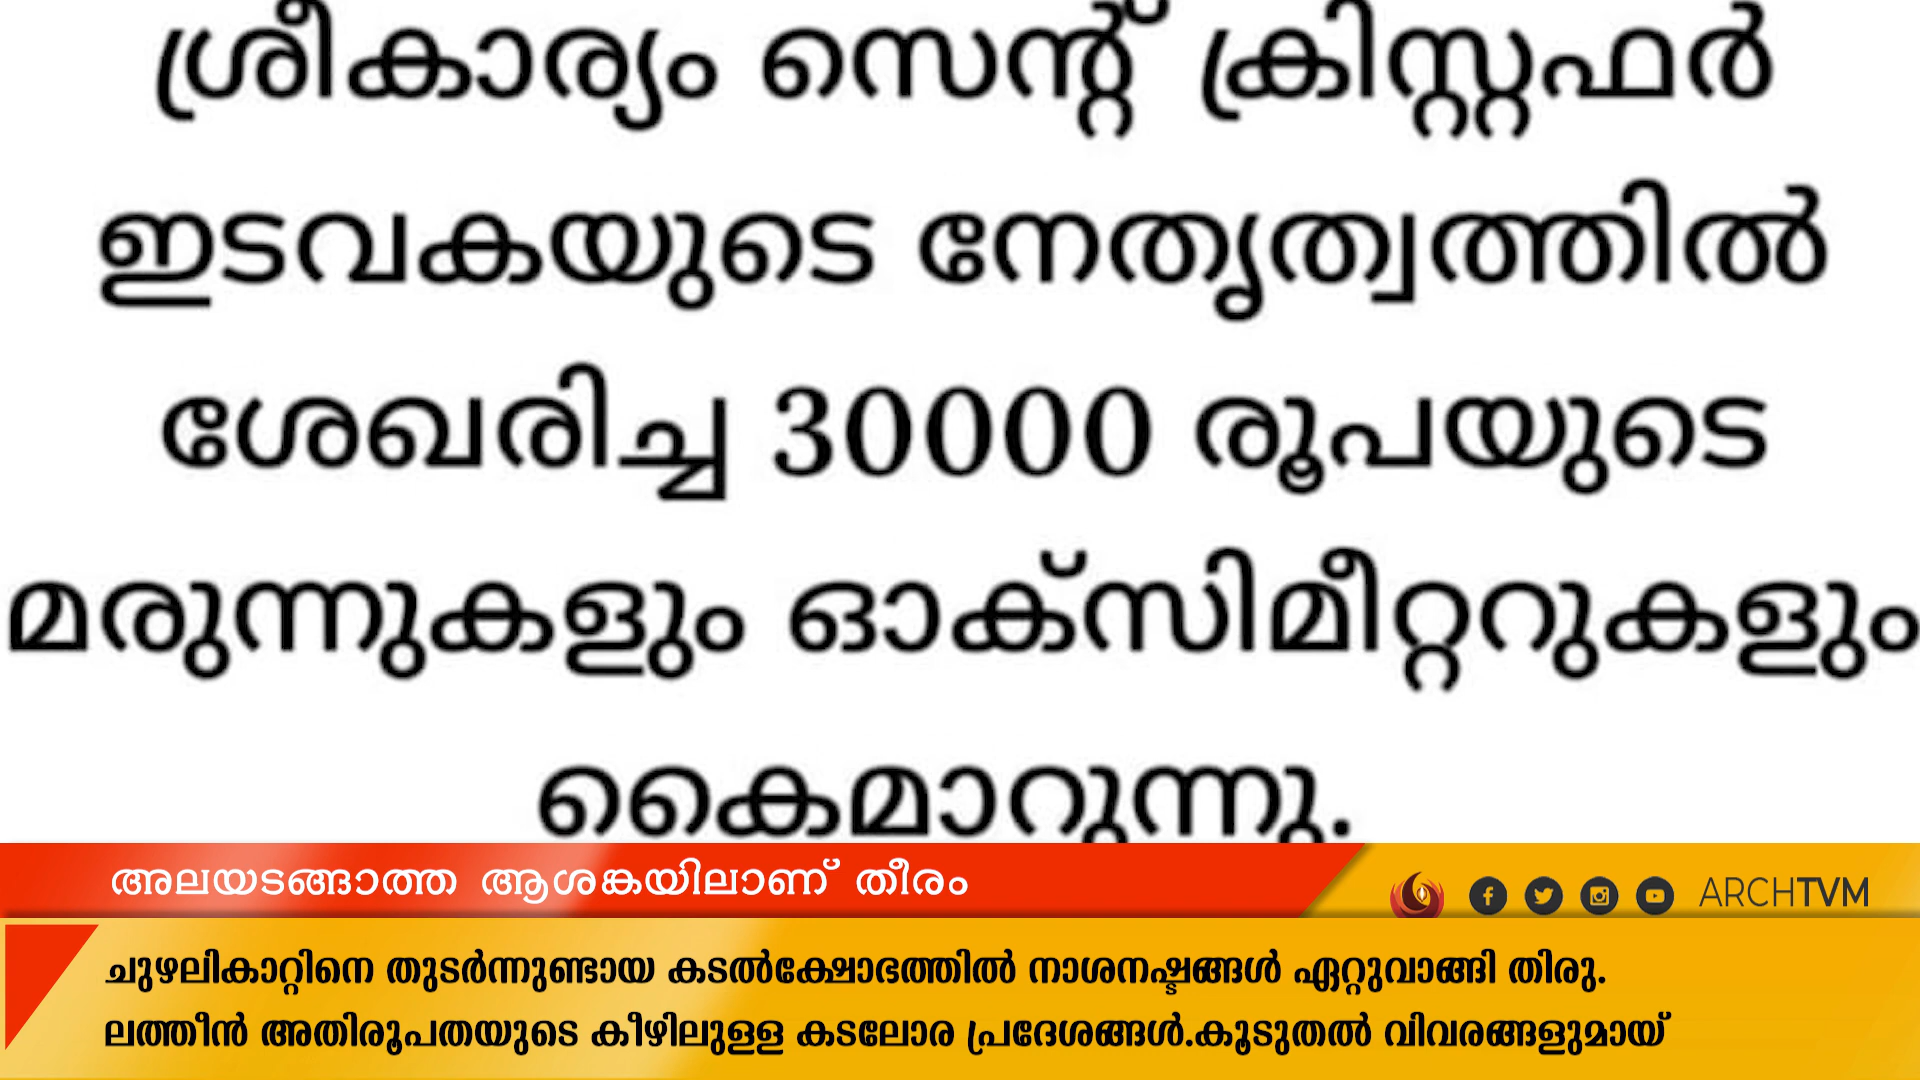 ശ്രീകാര്യം സെന്റ് ക്രിസ്റ്റഫർ
ഇടവകയുടെ നേതൃത്വത്തിൽ
ശേഖരിച്ച 30000 രൂപയുടെ
മരുന്നുകളും ഓക്സിമീറ്ററുകളും
കൈമാറുന്നു.
അലയടങ്ങാത്ത ആശങ്കയിലാണ് തീരം
ARCHTVM
ചുഴലികാറ്റിനെ തുടർന്നുണ്ടായ കടൽക്ഷോഭത്തിൽ നാശനഷ്ടങ്ങൾ ഏറ്റുവാങ്ങി തിരു.
ലത്തീൻ അതിരൂപതയുടെ കീഴിലുളള കടലോര പ്രദേശങ്ങൾ.കൂടുതൽ വിവരങ്ങളുമായ്